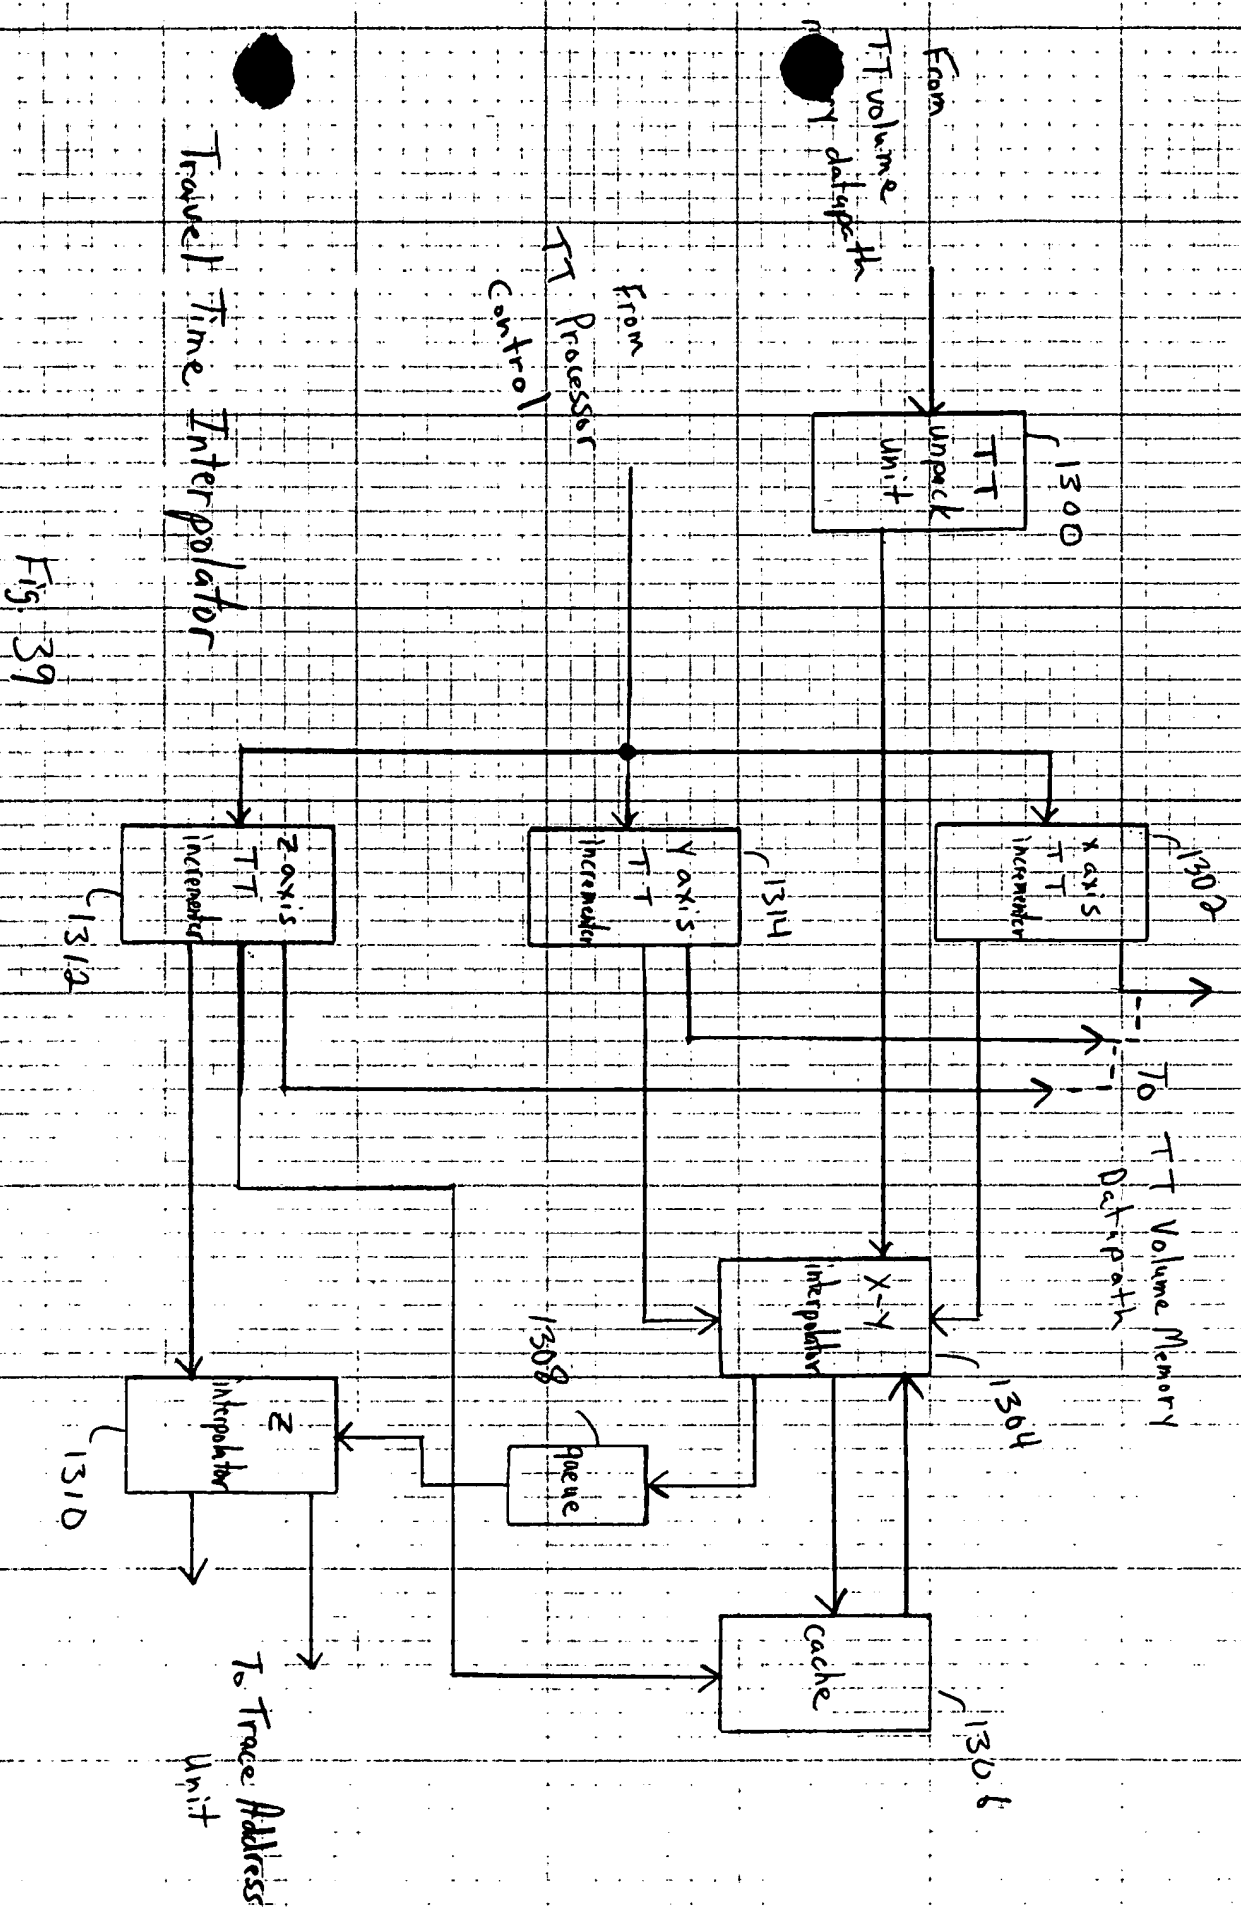 From
TT volume
datapath
1300
TT
unpack
unit
From
TT Processor
Control
1302
x axis
TT
incrementer
1314
Y axis
TT
incrementer
Z axis
TT
incrementer
1312
To TT Volume Memory
Datapath
X-Y
interpolator
1304
1308
queue
Z
interpolator
1310
cache
1306
To Trace Address
Unit
Travel Time Interpolator
Fig. 39